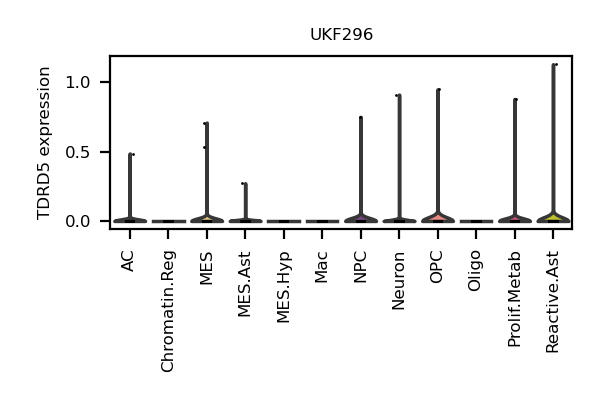 UKF296
TDRD5 expression
1.0
0.5
0.0
AC
Chromatin.Reg
MES
MES.Ast
MES.Hyp
Mac
NPC
Neuron
OPC
Oligo
Prolif.Metab
Reactive.Ast